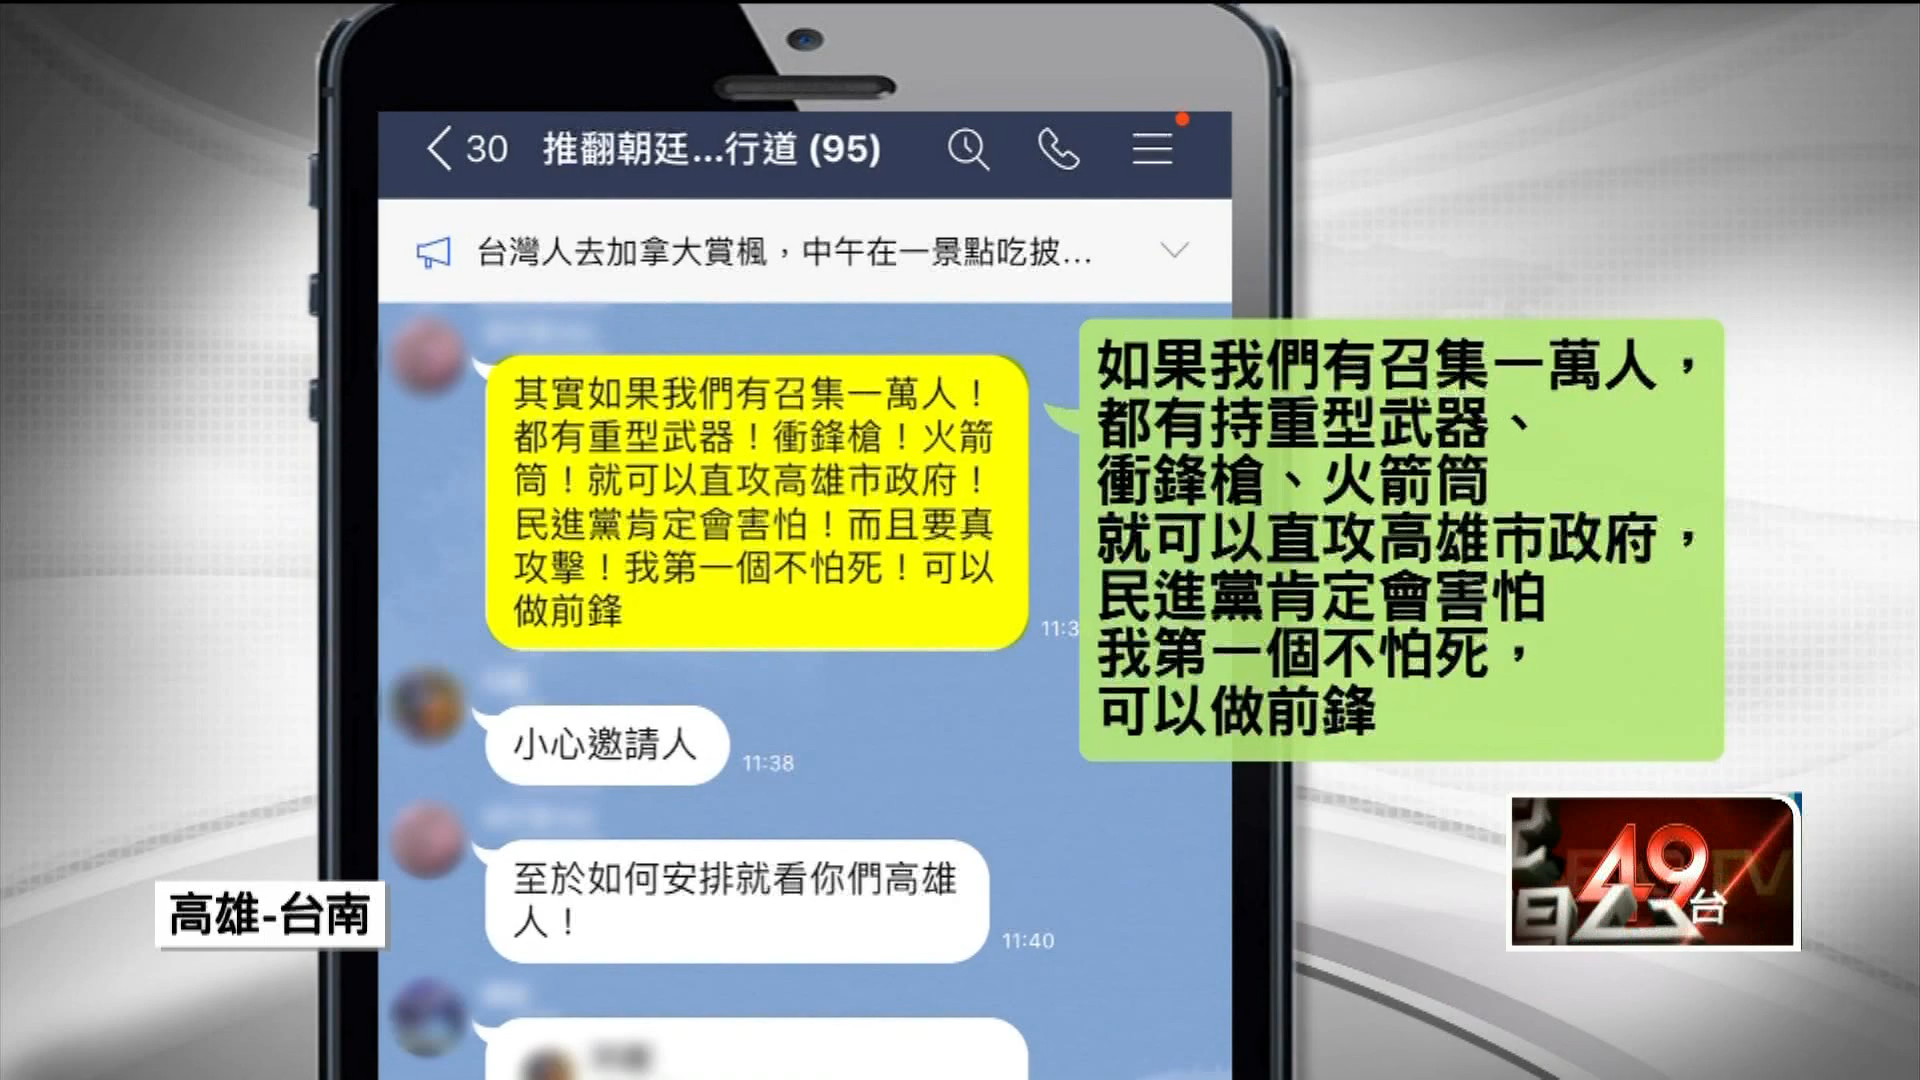 30 推翻朝廷...行道 (95)
台灣人去加拿大賞楓，中午在一景點吃披...
其實如果我們有召集一萬人！
都有重型武器！衝鋒槍！火箭
筒！就可以直攻高雄市政府！
民進黨肯定會害怕！而且要真
攻擊！我第一個不怕死！可以
做前鋒
11:3
如果我們有召集一萬人，
都有持重型武器、
衝鋒槍、火箭筒
就可以直攻高雄市政府，
民進黨肯定會害怕
我第一個不怕死，
可以做前鋒
小心邀請人
11:38
至於如何安排就看你們高雄
人！
11:40
高雄-台南
49台